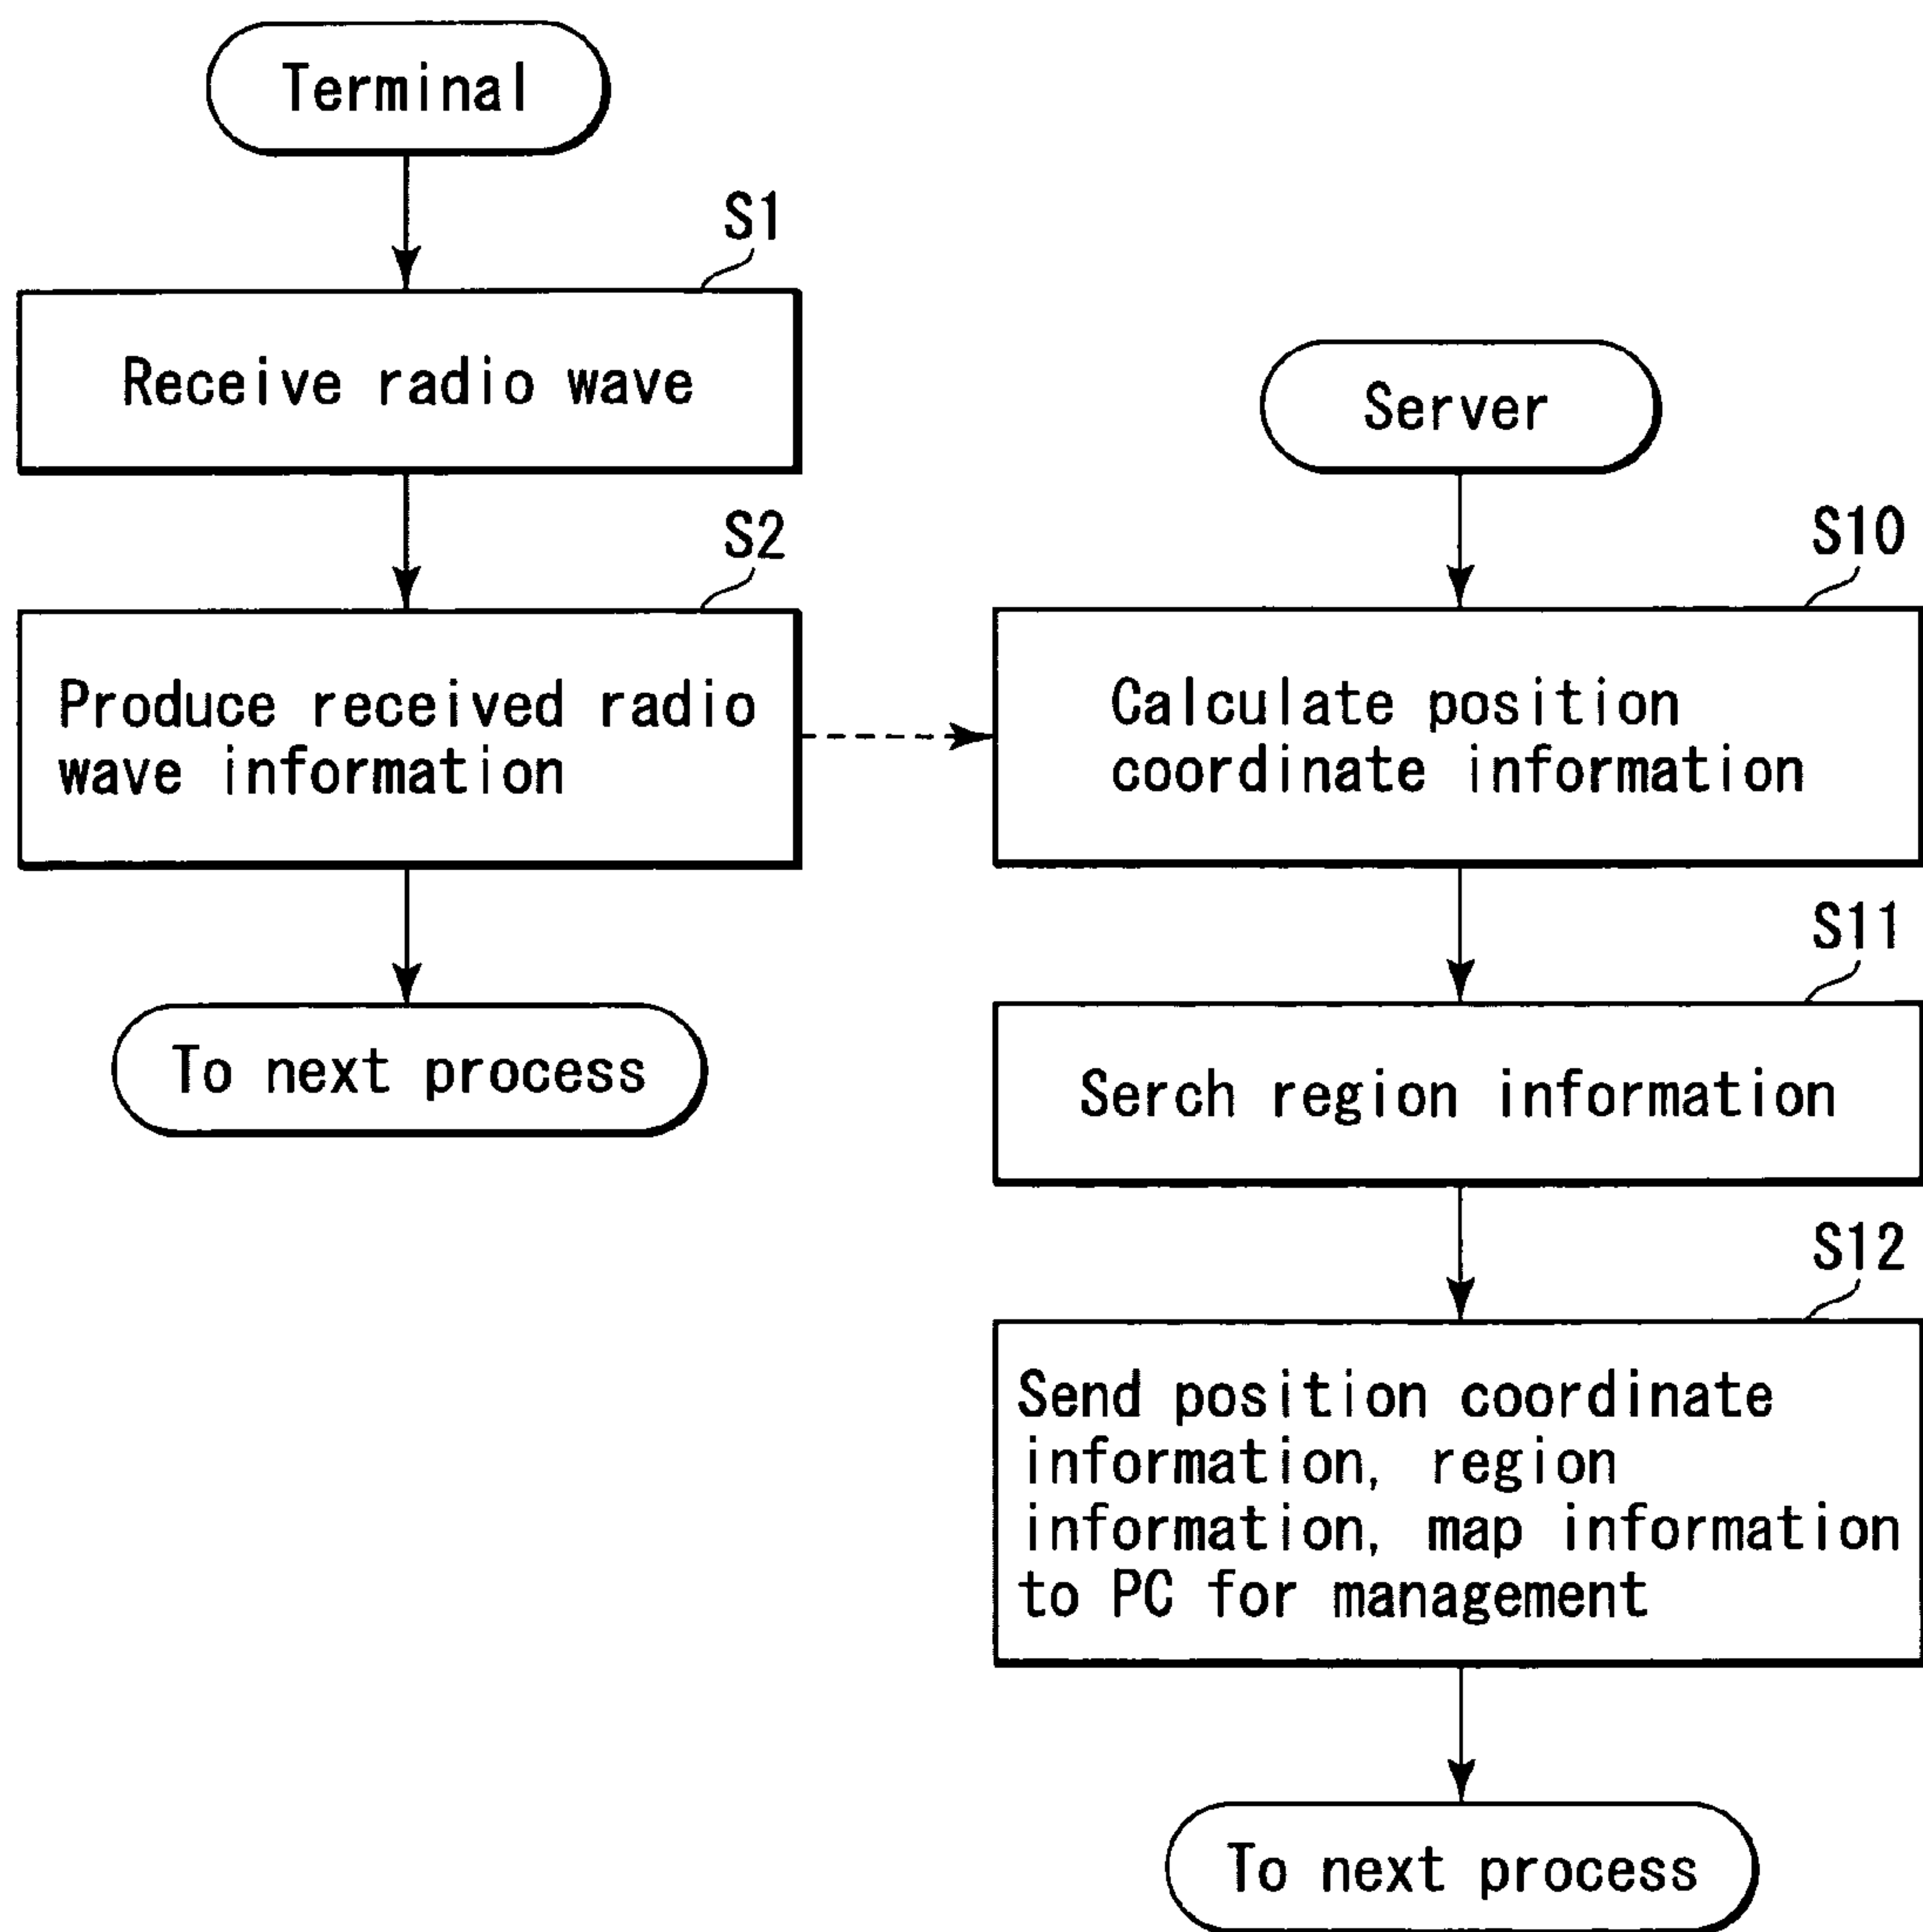 Terminal
S1
Receive radio wave
S2
Produce received radio
wave information
To next process
Server
S10
Calculate position
coordinate information
S11
Serch region information
S12
Send position coordinate
information, region
information, map information
to PC for management
To next process